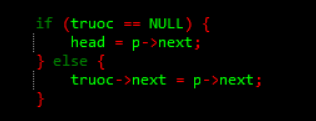 if (truoc == NULL) {
    head = p->next;
} else {
    truoc->next = p->next;
}